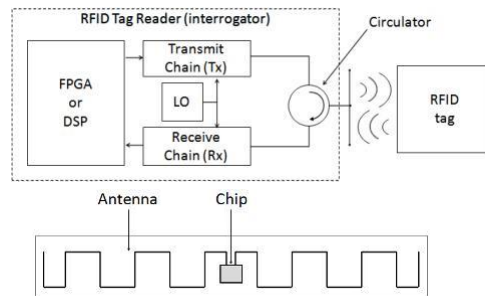 RFID Tag Reader (interrogator)
Circulator
Transmit
Chain (Tx)
FPGA
or
DSP
LO
RFID
tag
Receive
Chain (Rx)
Antenna
Chip